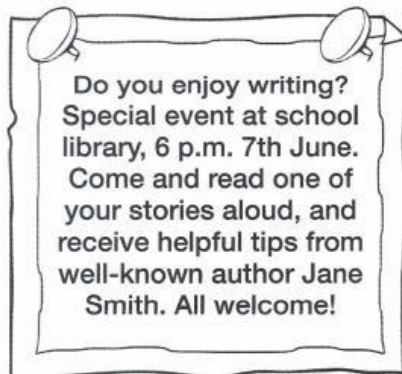 Do you enjoy writing?
Special event at school
library, 6 p.m. 7th June.
Come and read one of
your stories aloud, and
receive helpful tips from
well-known author Jane
Smith. All welcome!